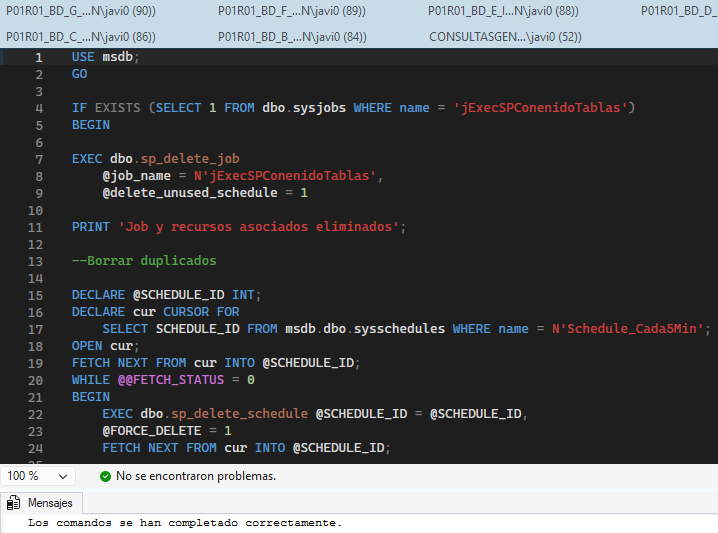 P01R01_BD_G_...N\javi0 (90)) P01R01_BD_F_...N\javi0 (89)) P01R01_BD_E_I...N\javi0 (88)) P01R01_BD_D_
P01R01_BD_C_...N\javi0 (86)) P01R01_BD_B_...N\javi0 (84)) CONSULTASGEN...\javi0 (52))
1 USE msdb;
2 GO
3
4 IF EXISTS (SELECT 1 FROM dbo.sysjobs WHERE name = 'jExecSPConenidoTablas')
5 BEGIN
6
7 EXEC dbo.sp_delete_job
8 @job_name = N'jExecSPConenidoTablas',
9 @delete_unused_schedule = 1
10
11 PRINT 'Job y recursos asociados eliminados';
12
13 --Borrar duplicados
14
15 DECLARE @SCHEDULE_ID INT;
16 DECLARE cur CURSOR FOR
17 SELECT SCHEDULE_ID FROM msdb.dbo.sysschedules WHERE name = N'Schedule_Cada5Min';
18 OPEN cur;
19 FETCH NEXT FROM cur INTO @SCHEDULE_ID;
20 WHILE @@FETCH_STATUS = 0
21 BEGIN
22 EXEC dbo.sp_delete_schedule @SCHEDULE_ID = @SCHEDULE_ID,
23 @FORCE_DELETE = 1
24 FETCH NEXT FROM cur INTO @SCHEDULE_ID;
100 % No se encontraron problemas.
Mensajes
Los comandos se han completado correctamente.